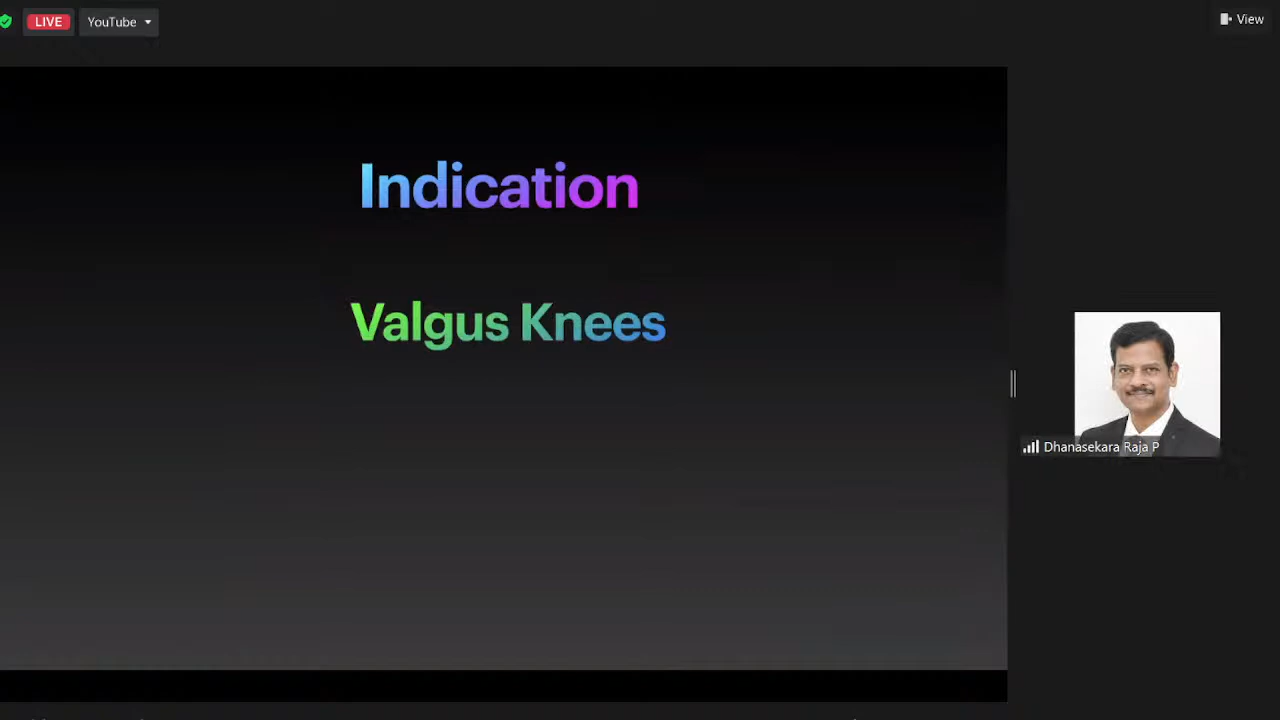 LIVE
YouTube
View
Indication
Valgus Knees
Dhanasekara Raja P